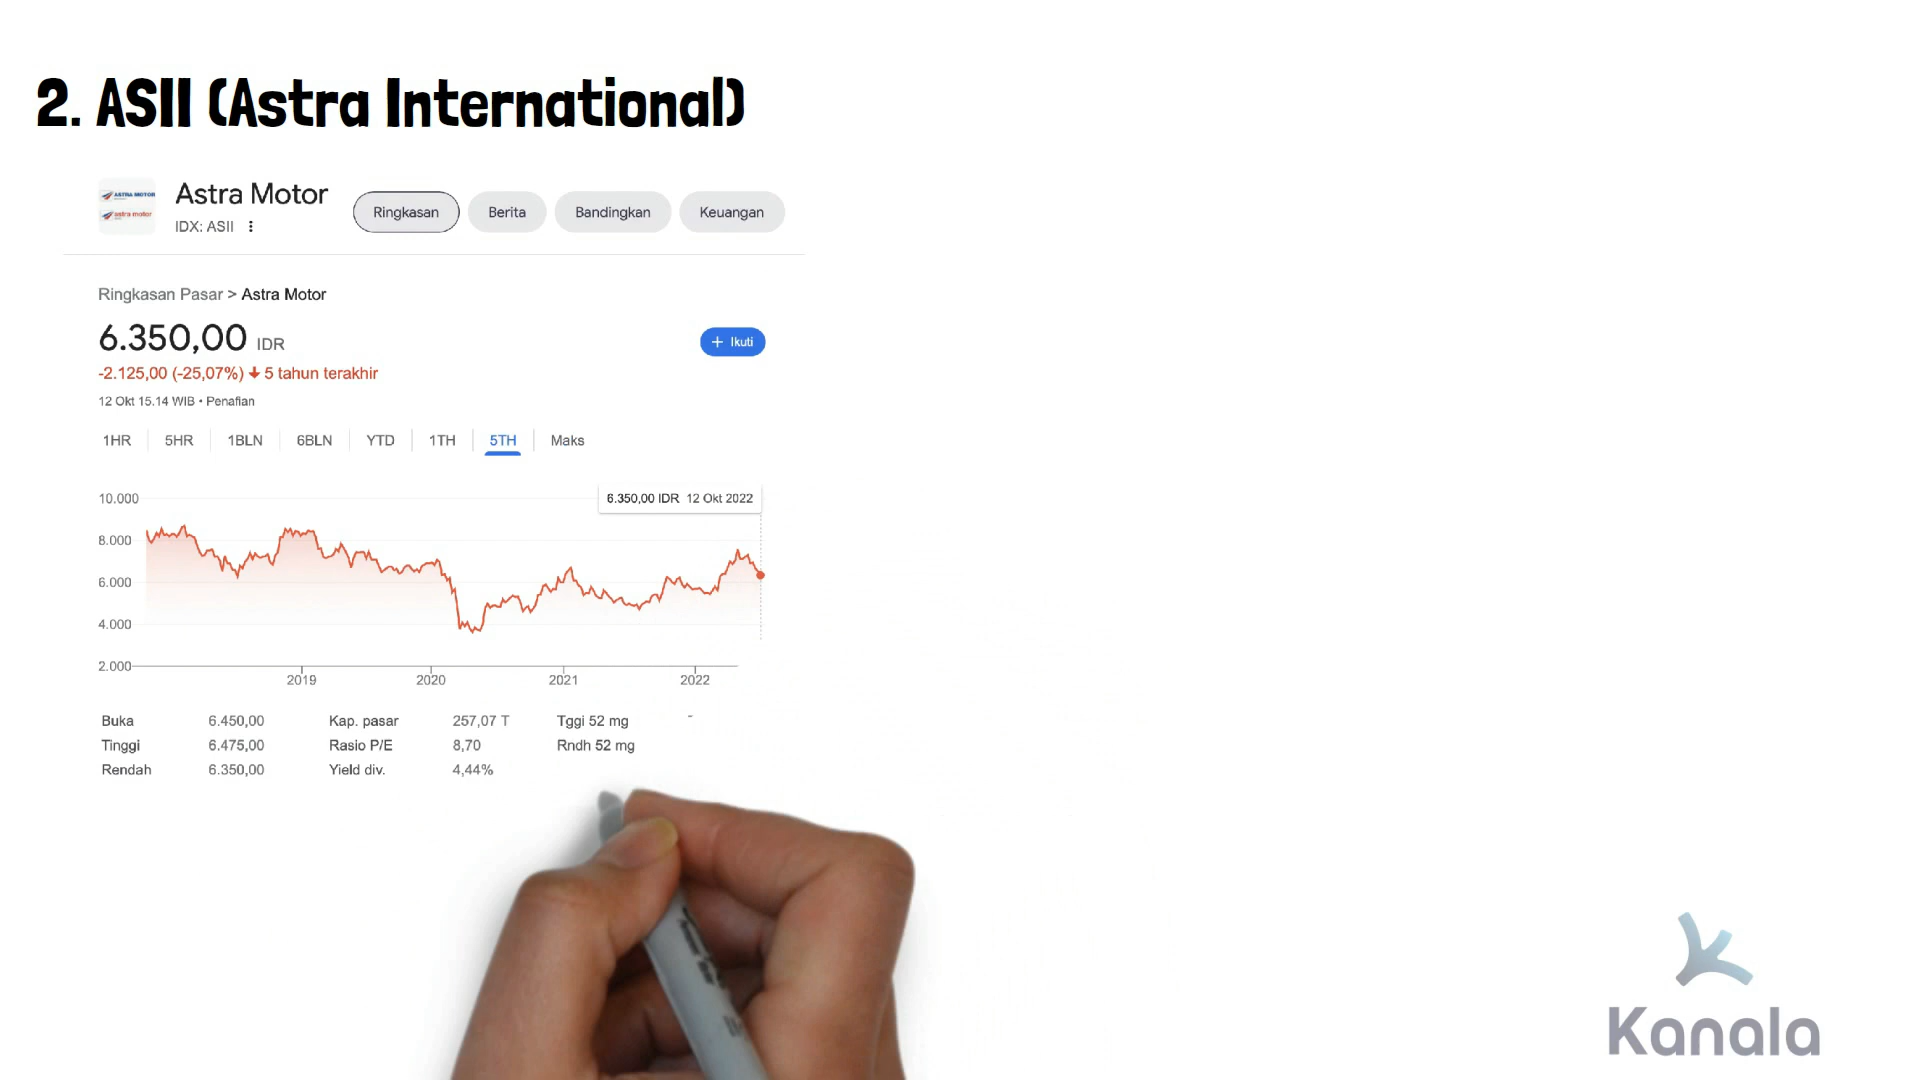 2. ASII (Astra International)
ASTRA MOTOR
astra motor
Astra Motor
IDX: ASII
Ringkasan
Berita
Bandingkan
Keuangan
Ringkasan Pasar > Astra Motor
6.350,00 IDR
+ Ikuti
-2.125,00 (-25,07%) 5 tahun terakhir
12 Okt 15.14 WIB • Penafian
1HR 5HR 1BLN 6BLN YTD 1TH 5TH Maks
6.350,00 IDR 12 Okt 2022
10.000
8.000
6.000
4.000
2.000
2019 2020 2021 2022
Buka 6.450,00 Kap. pasar 257,07 T Tggi 52 mg
Tinggi 6.475,00 Rasio P/E 8,70 Rndh 52 mg
Rendah 6.350,00 Yield div. 4,44%
Kanala